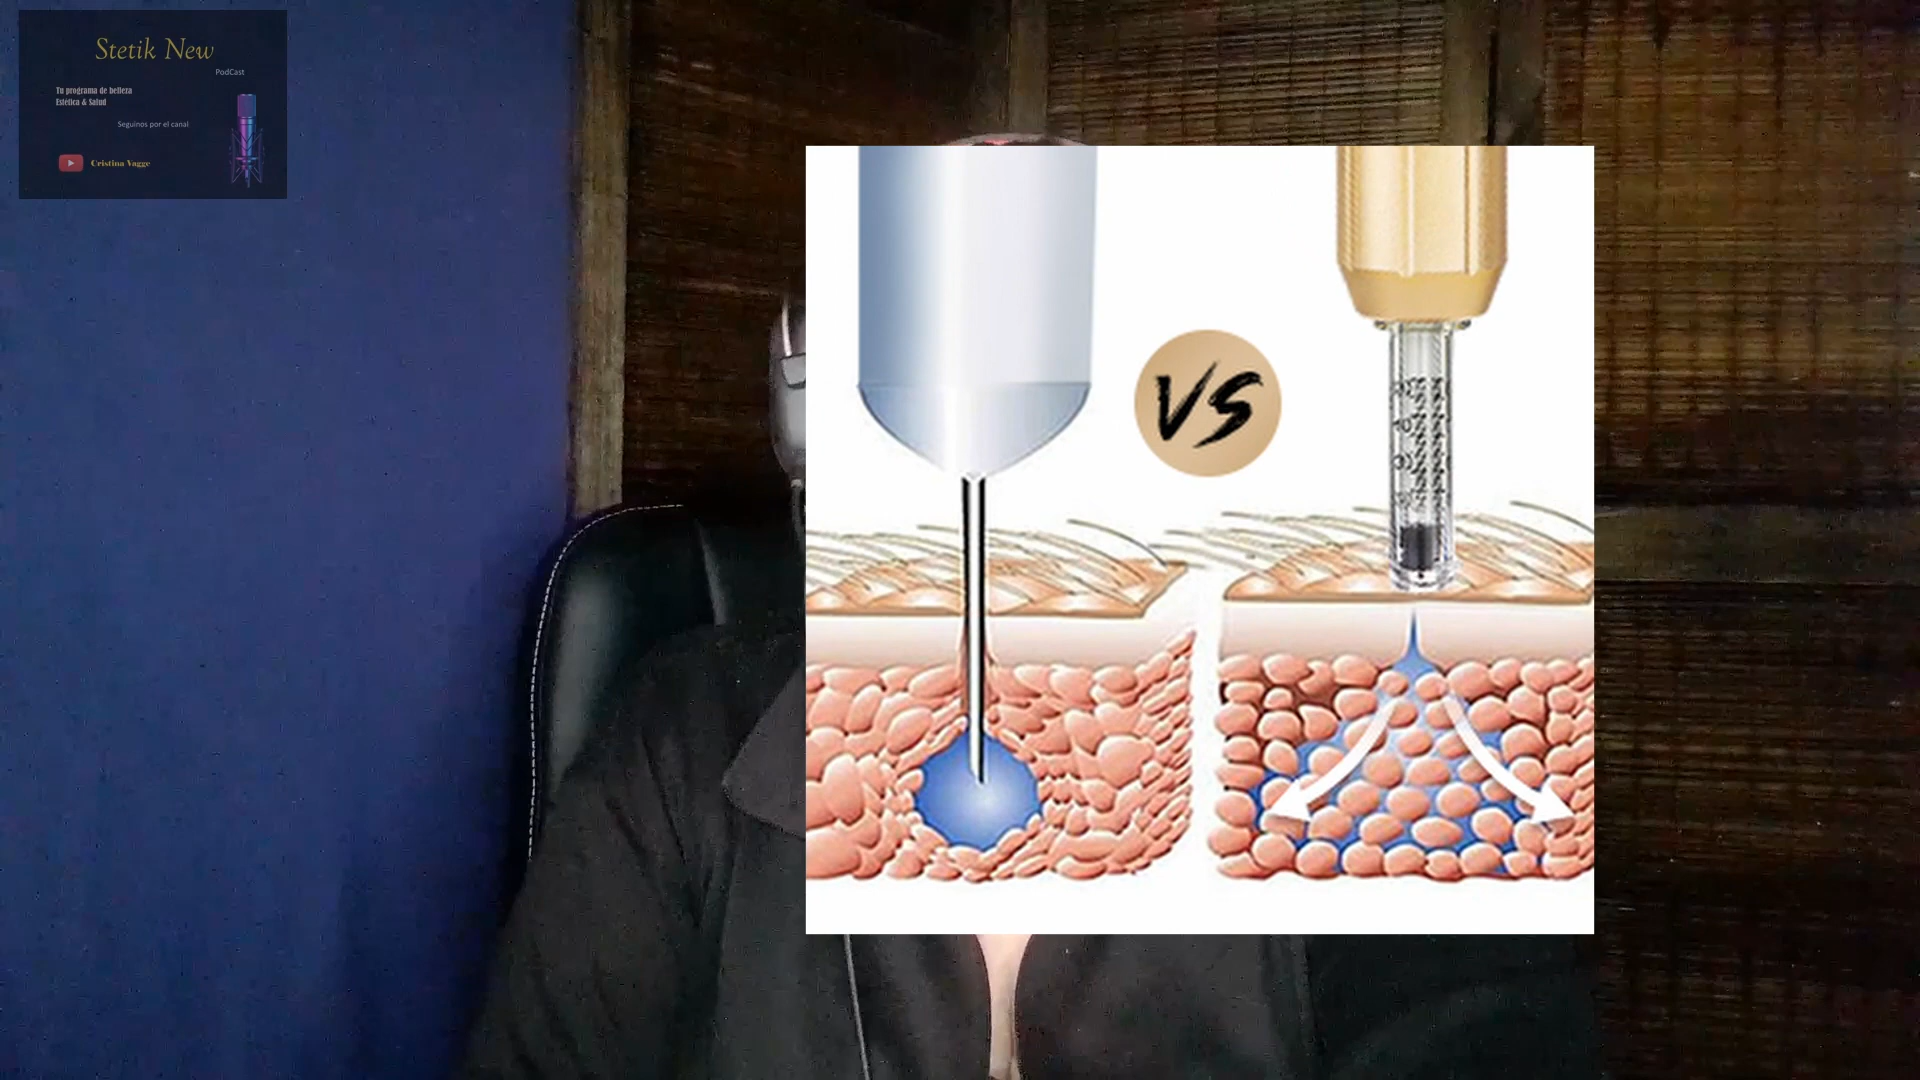 Stetik New
PodCast
Tu programa de belleza
Estética & Salud
Seguinos por el canal
Cristina Vagge
VS